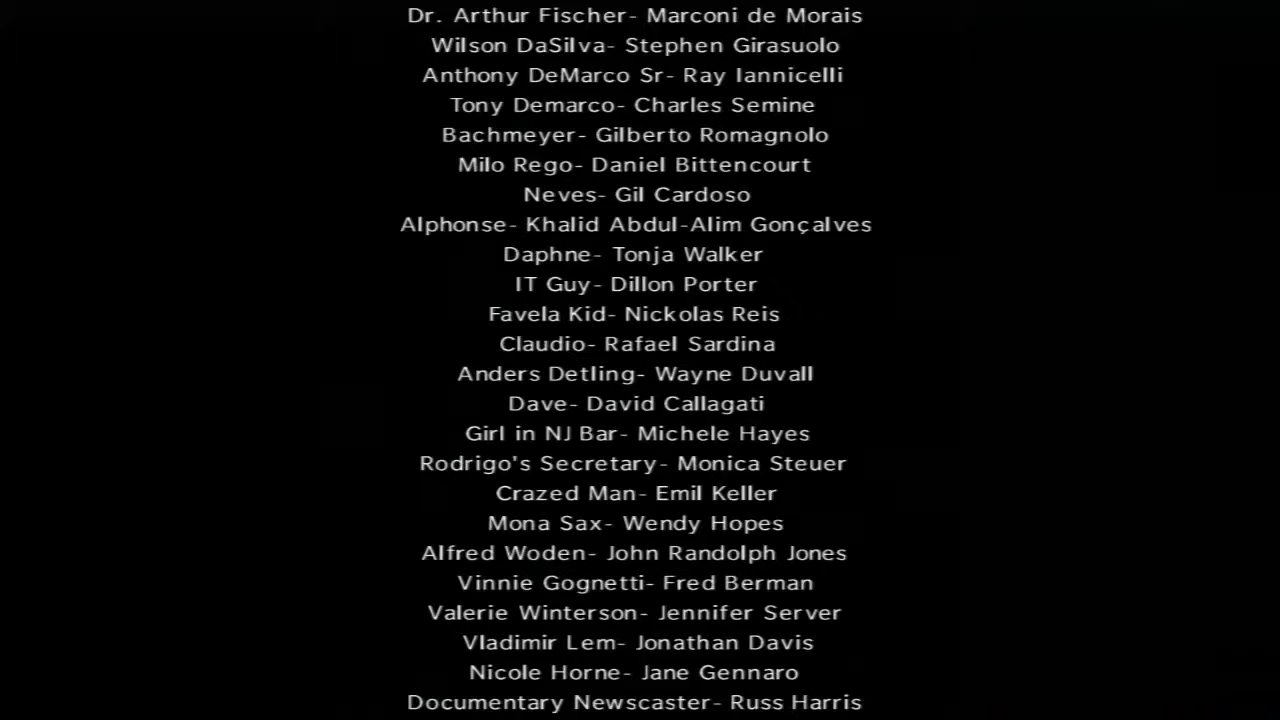 Dr. Arthur Fischer- Marconi de Morais
Wilson DaSilva- Stephen Girasuolo
Anthony DeMarco Sr- Ray Iannicelli
Tony Demarco- Charles Semine
Bachmeyer- Gilberto Romagnolo
Milo Rego- Daniel Bittencourt
Neves- Gil Cardoso
Alphonse- Khalid Abdul-Alim Gonçalves
Daphne- Tonja Walker
IT Guy- Dillon Porter
Favela Kid- Nickolas Reis
Claudio- Rafael Sardina
Anders Detling- Wayne Duvall
Dave- David Callagati
Girl in NJ Bar- Michele Hayes
Rodrigo's Secretary- Monica Steuer
Crazed Man- Emil Keller
Mona Sax- Wendy Hopes
Alfred Woden- John Randolph Jones
Vinnie Gognetti- Fred Berman
Valerie Winterson- Jennifer Server
Vladimir Lem- Jonathan Davis
Nicole Horne- Jane Gennaro
Documentary Newscaster- Russ Harris